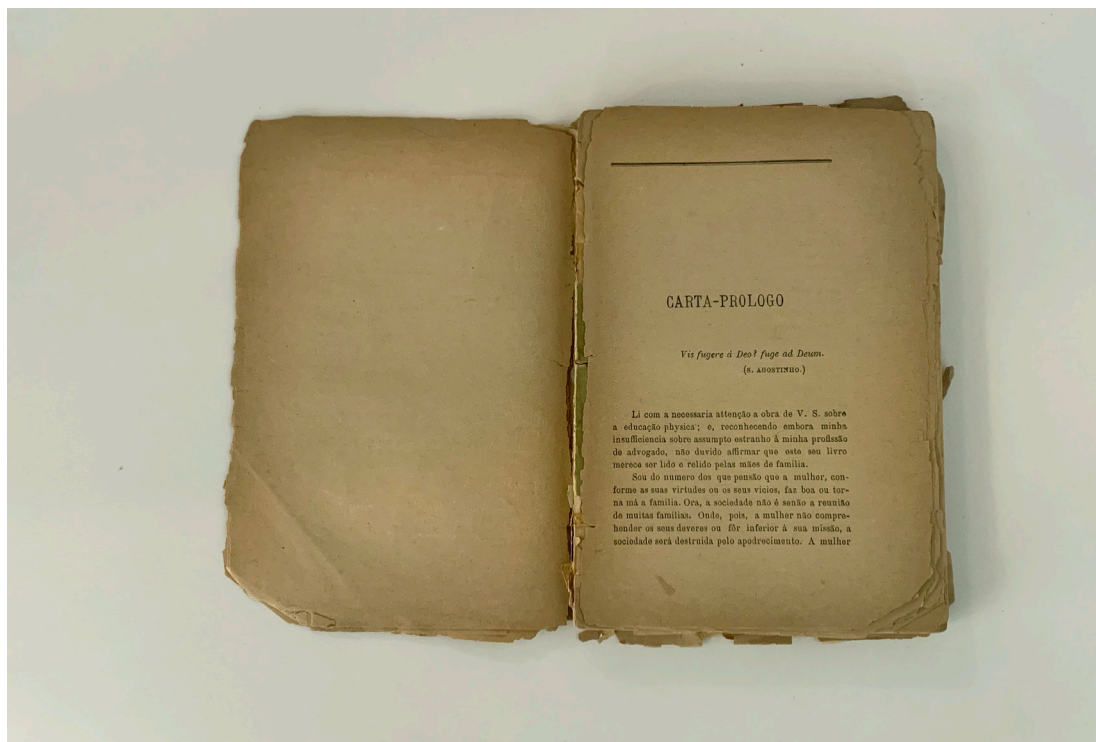 CARTA-PROLOGO
Vis fugere á Deo? fuge ad Deum.
(S. AGOSTINHO.)
Li com a necessaria attenção a obra de V. S. sobre
a educação physica; e, reconhecendo embora minha
insufficiencia sobre assumpto estranho á minha profissão
de advogado, não duvido affirmar que este seu livro
merece ser lido e relido pelas mães de familia.
Sou do numero dos que pensão que a mulher, con-
forme as suas virtudes ou os seus vicios, faz boa ou tor-
na má a familia. Ora, a sociedade não é senão a reunião
de muitas familias. Onde, pois, a mulher não compre-
hender os seus deveres ou fôr inferior á sua missão, a
sociedade será destruida pelo apodrecimento. A mulher